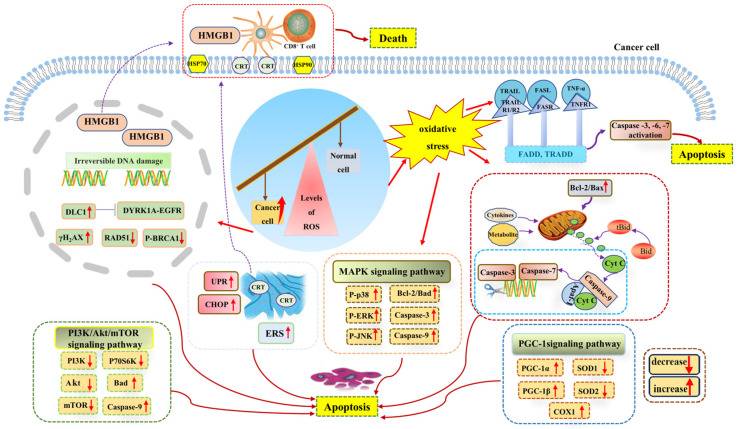 HMGB1
CD8+ T cell
Death
HSP70
CRT
CRT
HSP90
Cancer cell
HMGB1
HMGB1
Irreversible DNA damage
DLC1
DYRK1A-EGFR
γH2AX
RAD51
P-BRCA1
Normal
cell
Cancer
cell
Levels
of
ROS
oxidative
stress
TRAIL
TRAIL
R1/R2
FASL
FASR
TNF-α
TNFR1
FADD, TRADD
Caspase -3, -6, -7
activation
Apoptosis
Bcl-2/Bax
Cytokines
Metabolite
tBid
Bid
Cyt C
Caspase-3
Caspase-7
Caspase-9
Apaf-1
Cyt C
UPR
CHOP
CRT
CRT
ERS
MAPK signaling pathway
P-p38
Bcl-2/Bad
P-ERK
Caspase-3
P-JNK
Caspase-9
PI3K/Akt/mTOR
signaling pathway
PI3K
P70S6K
Akt
Bad
mTOR
Caspase-9
Apoptosis
PGC-1signaling pathway
PGC-1α
SOD1
PGC-1β
SOD2
COX1
decrease
increase